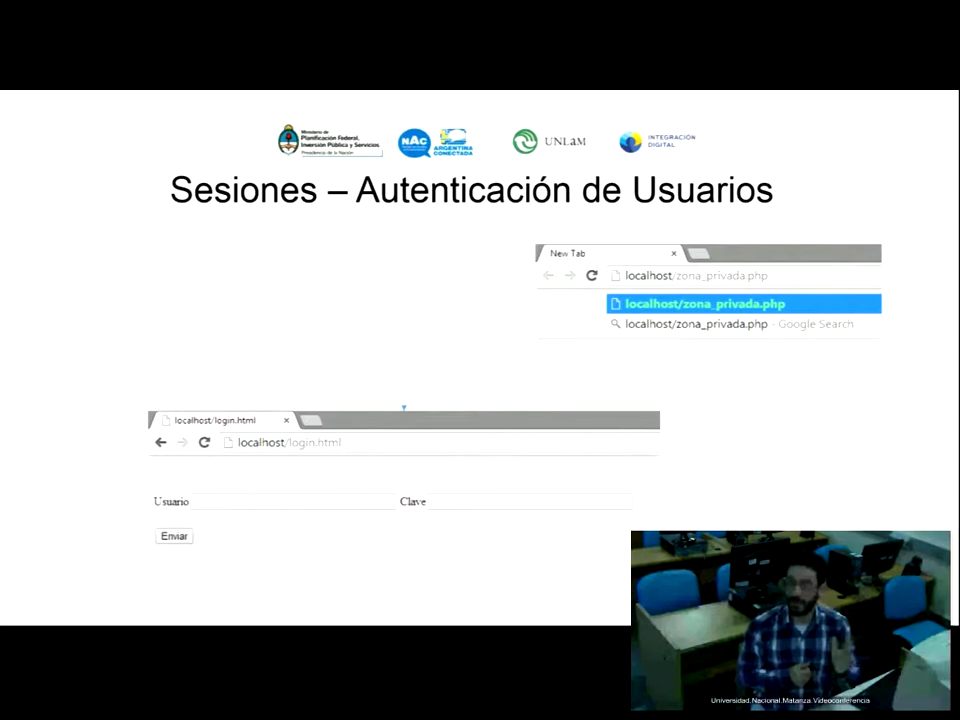 Ministerio de
Planificación Federal,
Inversión Pública y Servicios
Presidencia de la Nación
NAC
ARGENTINA
CONECTADA
UNLaM
INTEGRACIÓN
DIGITAL
Sesiones – Autenticación de Usuarios
New Tab
localhost/zona_privada.php
localhost/zona_privada.php
localhost/zona_privada.php - Google Search
localhost/login.html
localhost/login.html
Usuario Clave
Enviar
Universidad.Nacional.Matanza.Videoconferencia